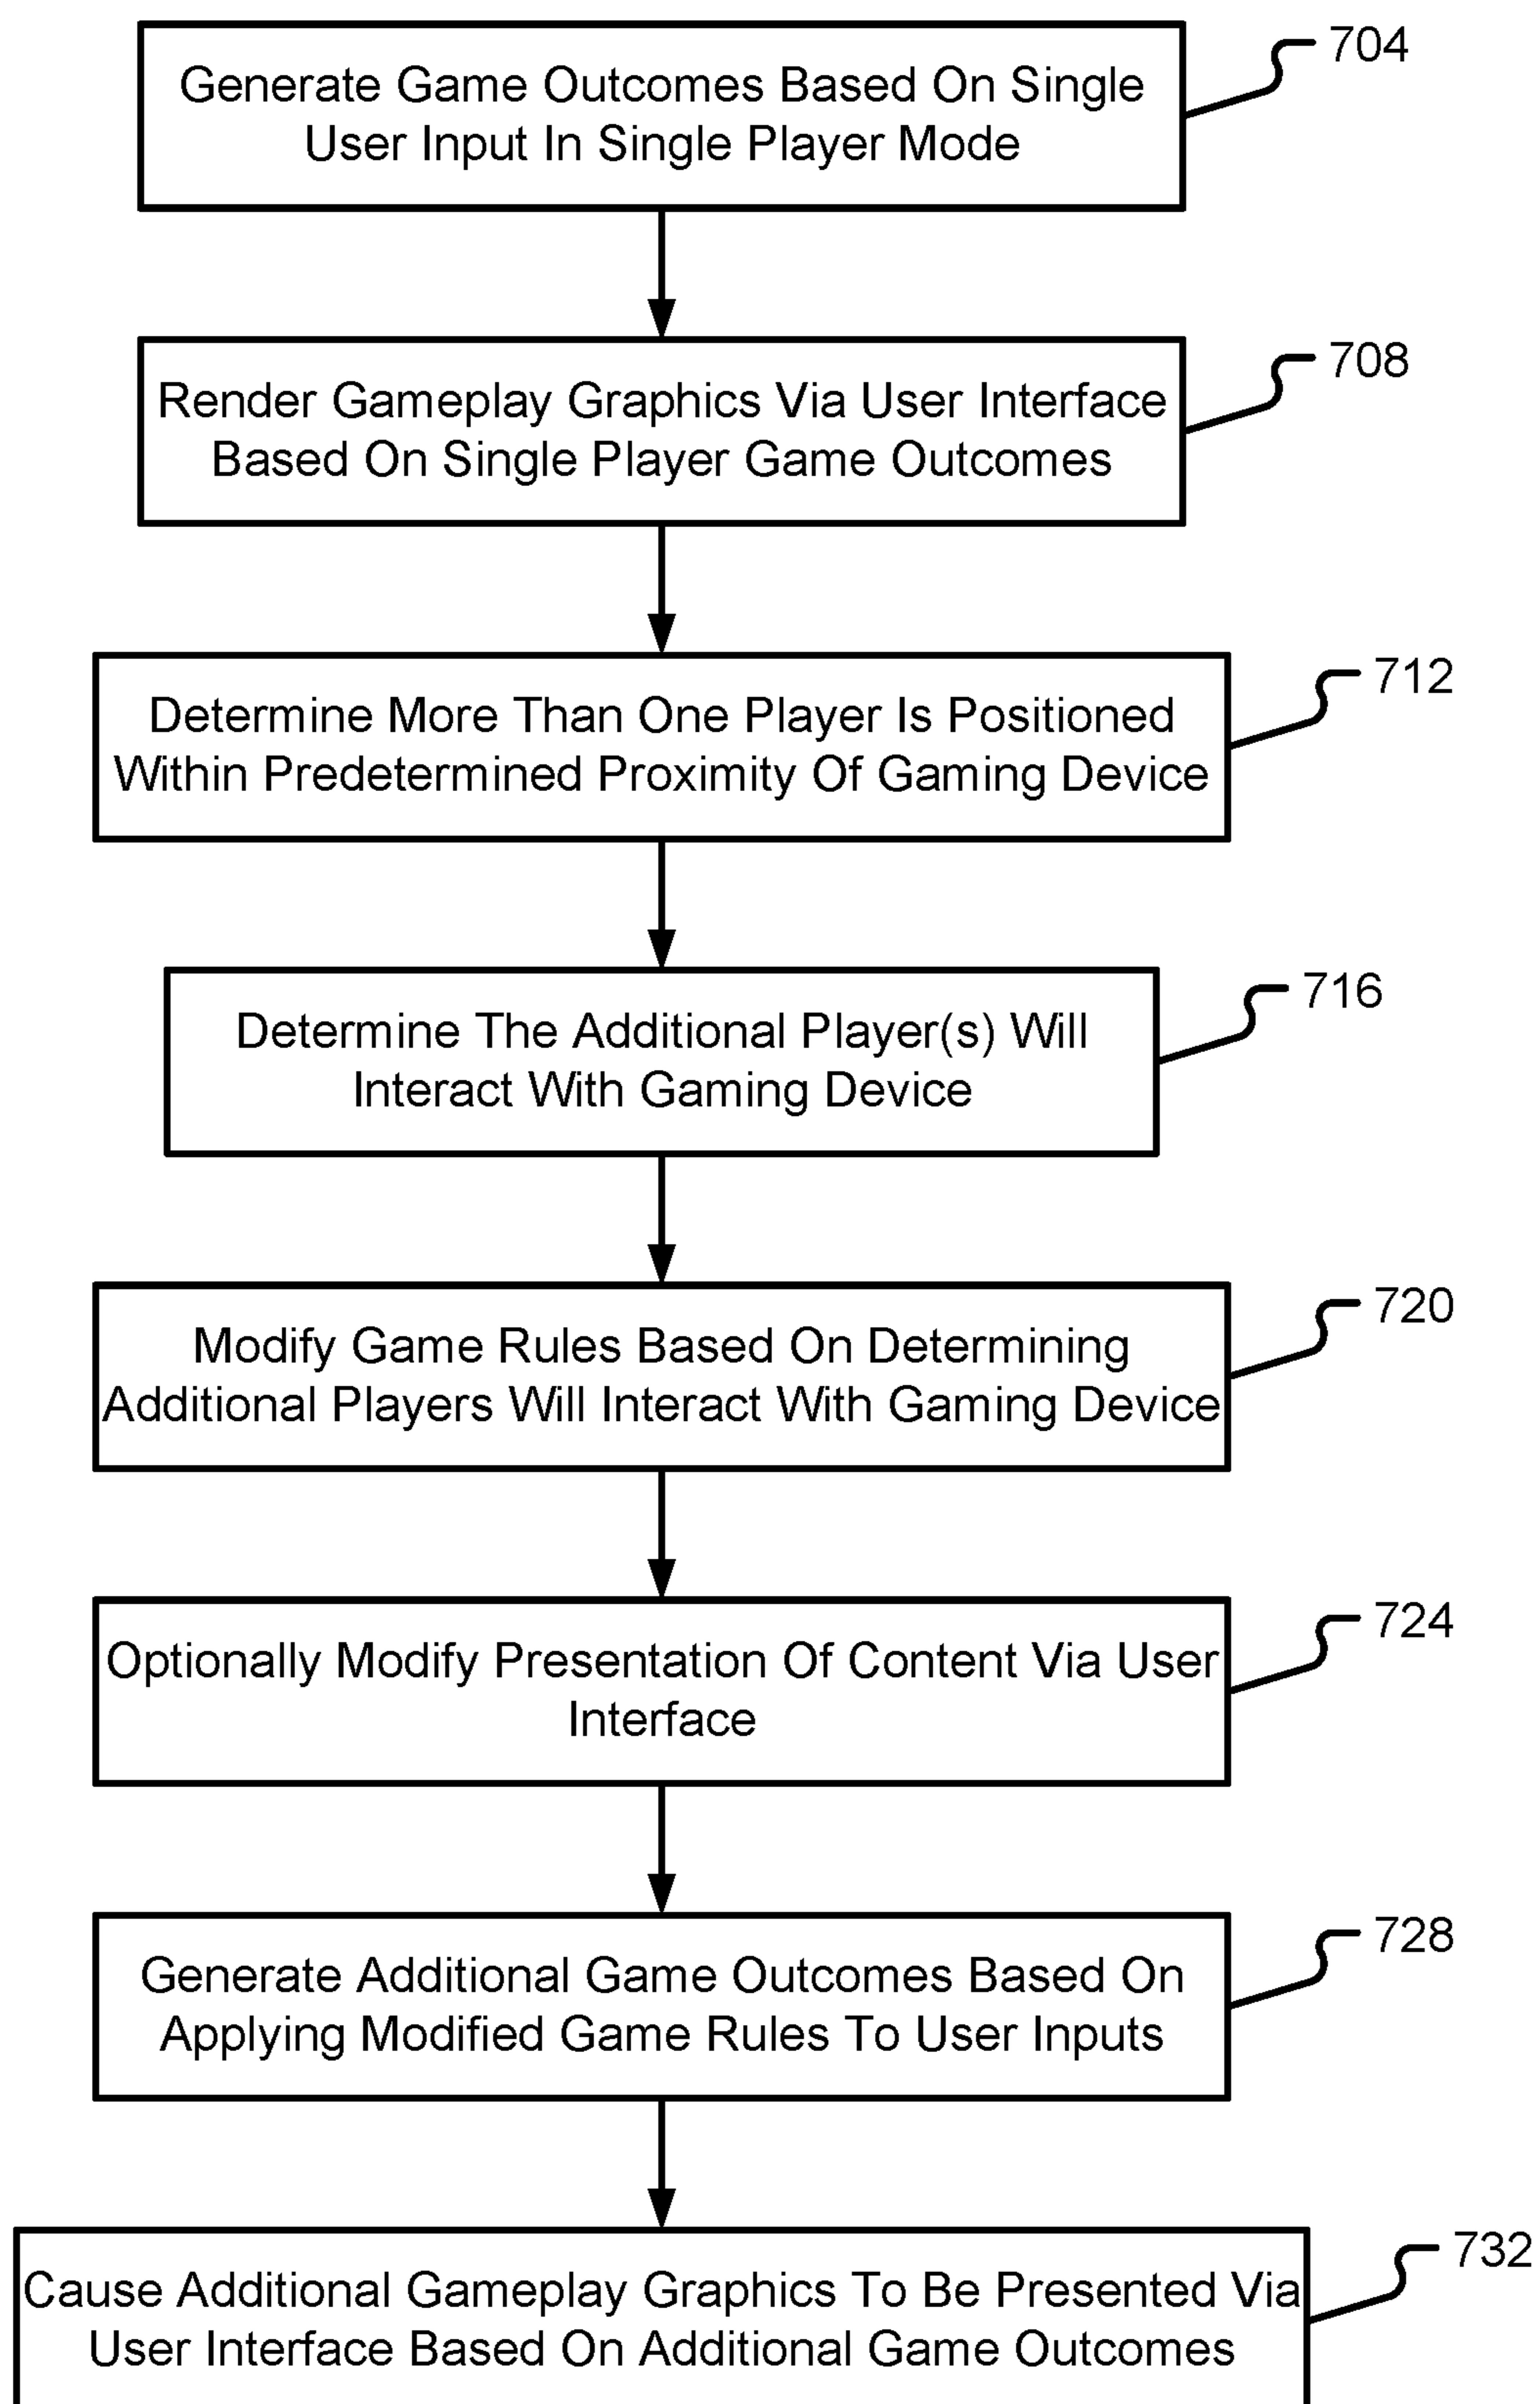 704
Generate Game Outcomes Based On Single
User Input In Single Player Mode
708
Render Gameplay Graphics Via User Interface
Based On Single Player Game Outcomes
712
Determine More Than One Player Is Positioned
Within Predetermined Proximity Of Gaming Device
716
Determine The Additional Player(s) Will
Interact With Gaming Device
720
Modify Game Rules Based On Determining
Additional Players Will Interact With Gaming Device
724
Optionally Modify Presentation Of Content Via User
Interface
728
Generate Additional Game Outcomes Based On
Applying Modified Game Rules To User Inputs
732
Cause Additional Gameplay Graphics To Be Presented Via
User Interface Based On Additional Game Outcomes